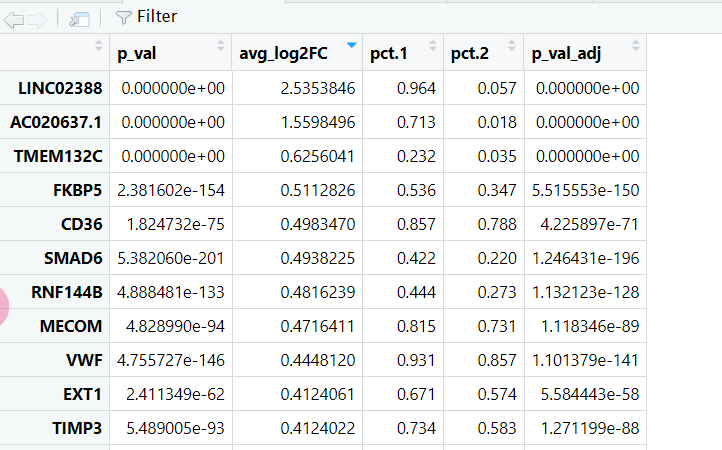 Filter
p_val avg_log2FC pct.1 pct.2 p_val_adj
LINC02388 0.000000e+00 2.5353846 0.964 0.057 0.000000e+00
AC020637.1 0.000000e+00 1.5598496 0.713 0.018 0.000000e+00
TMEM132C 0.000000e+00 0.6256041 0.232 0.035 0.000000e+00
FKBP5 2.381602e-154 0.5112826 0.536 0.347 5.515553e-150
CD36 1.824732e-75 0.4983470 0.857 0.788 4.225897e-71
SMAD6 5.382060e-201 0.4938225 0.422 0.220 1.246431e-196
RNF144B 4.888481e-133 0.4816239 0.444 0.273 1.132123e-128
MECOM 4.828990e-94 0.4716411 0.815 0.731 1.118346e-89
VWF 4.755727e-146 0.4448120 0.931 0.857 1.101379e-141
EXT1 2.411349e-62 0.4124061 0.671 0.574 5.584443e-58
TIMP3 5.489005e-93 0.4124022 0.734 0.583 1.271199e-88